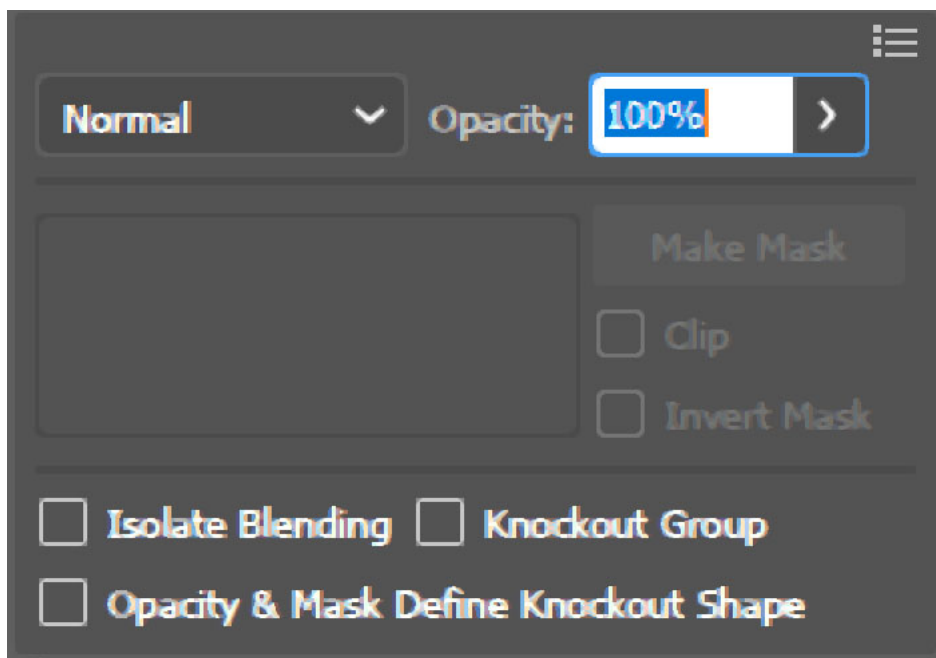 Normal Opacity: 100%
Make Mask
Clip
Invert Mask
Isolate Blending Knockout Group
Opacity & Mask Define Knockout Shape